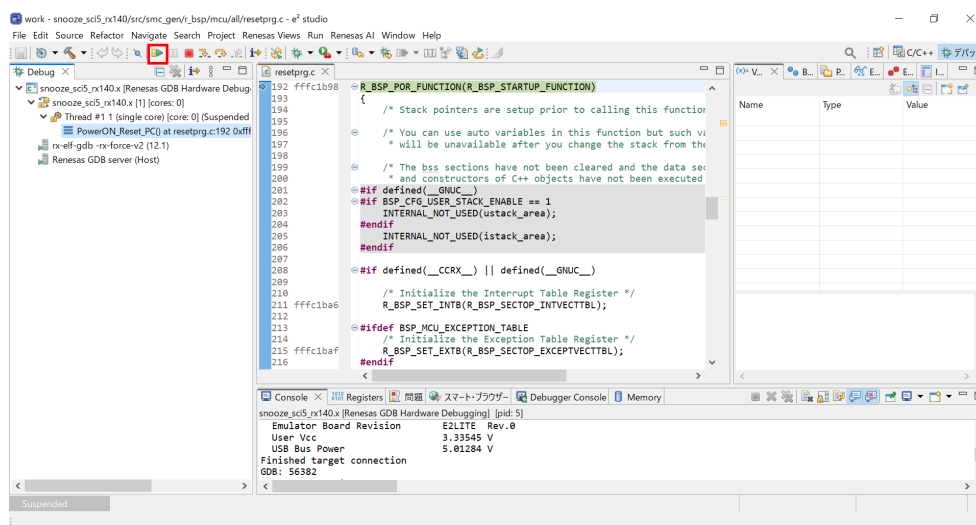 work - snooze_sci5_rx140/src/smc_gen/r_bsp/mcu/all/resetprg.c - e² studio
File Edit Source Refactor Navigate Search Project Renesas Views Run Renesas AI Window Help
C/C++
デバッ
Debug
snooze_sci5_rx140.x [Renesas GDB Hardware Debug
snooze_sci5_rx140.x [1] [cores: 0]
Thread #1 1 (single core) [core: 0] (Suspended
PowerON_Reset_PC() at resetprg.c:192 0xfff
rx-elf-gdb -rx-force-v2 (12.1)
Renesas GDB server (Host)
resetprg.c
192 fffc1b98 R_BSP_POR_FUNCTION(R_BSP_STARTUP_FUNCTION)
193 {
194 /* Stack pointers are setup prior to calling this function
195
196 /* You can use auto variables in this function but such va
197 * will be unavailable after you change the stack from the
198
199 /* The bss sections have not been cleared and the data sec
200 * and constructors of C++ objects have not been executed
201 #if defined(__GNUC__)
202 #if BSP_CFG_USER_STACK_ENABLE == 1
203 INTERNAL_NOT_USED(ustack_area);
204 #endif
205 INTERNAL_NOT_USED(istack_area);
206 #endif
207
208 #if defined(__CCRX__) || defined(__GNUC__)
209
210 /* Initialize the Interrupt Table Register */
211 fffc1ba6 R_BSP_SET_INTB(R_BSP_SECTOP_INTVECTTBL);
212
213 #ifdef BSP_MCU_EXCEPTION_TABLE
214 /* Initialize the Exception Table Register */
215 fffc1baf R_BSP_SET_EXTB(R_BSP_SECTOP_EXCEPTVECTTBL);
216 #endif
(x)= V... B... P... E... E... I...
Name Type Value
Console Registers 問題 スマート・ブラウザー Debugger Console Memory
snooze_sci5_rx140.x [Renesas GDB Hardware Debugging] [pid: 5]
Emulator Board Revision E2LITE Rev.0
User Vcc 3.33545 V
USB Bus Power 5.01284 V
Finished target connection
GDB: 56382
Suspended